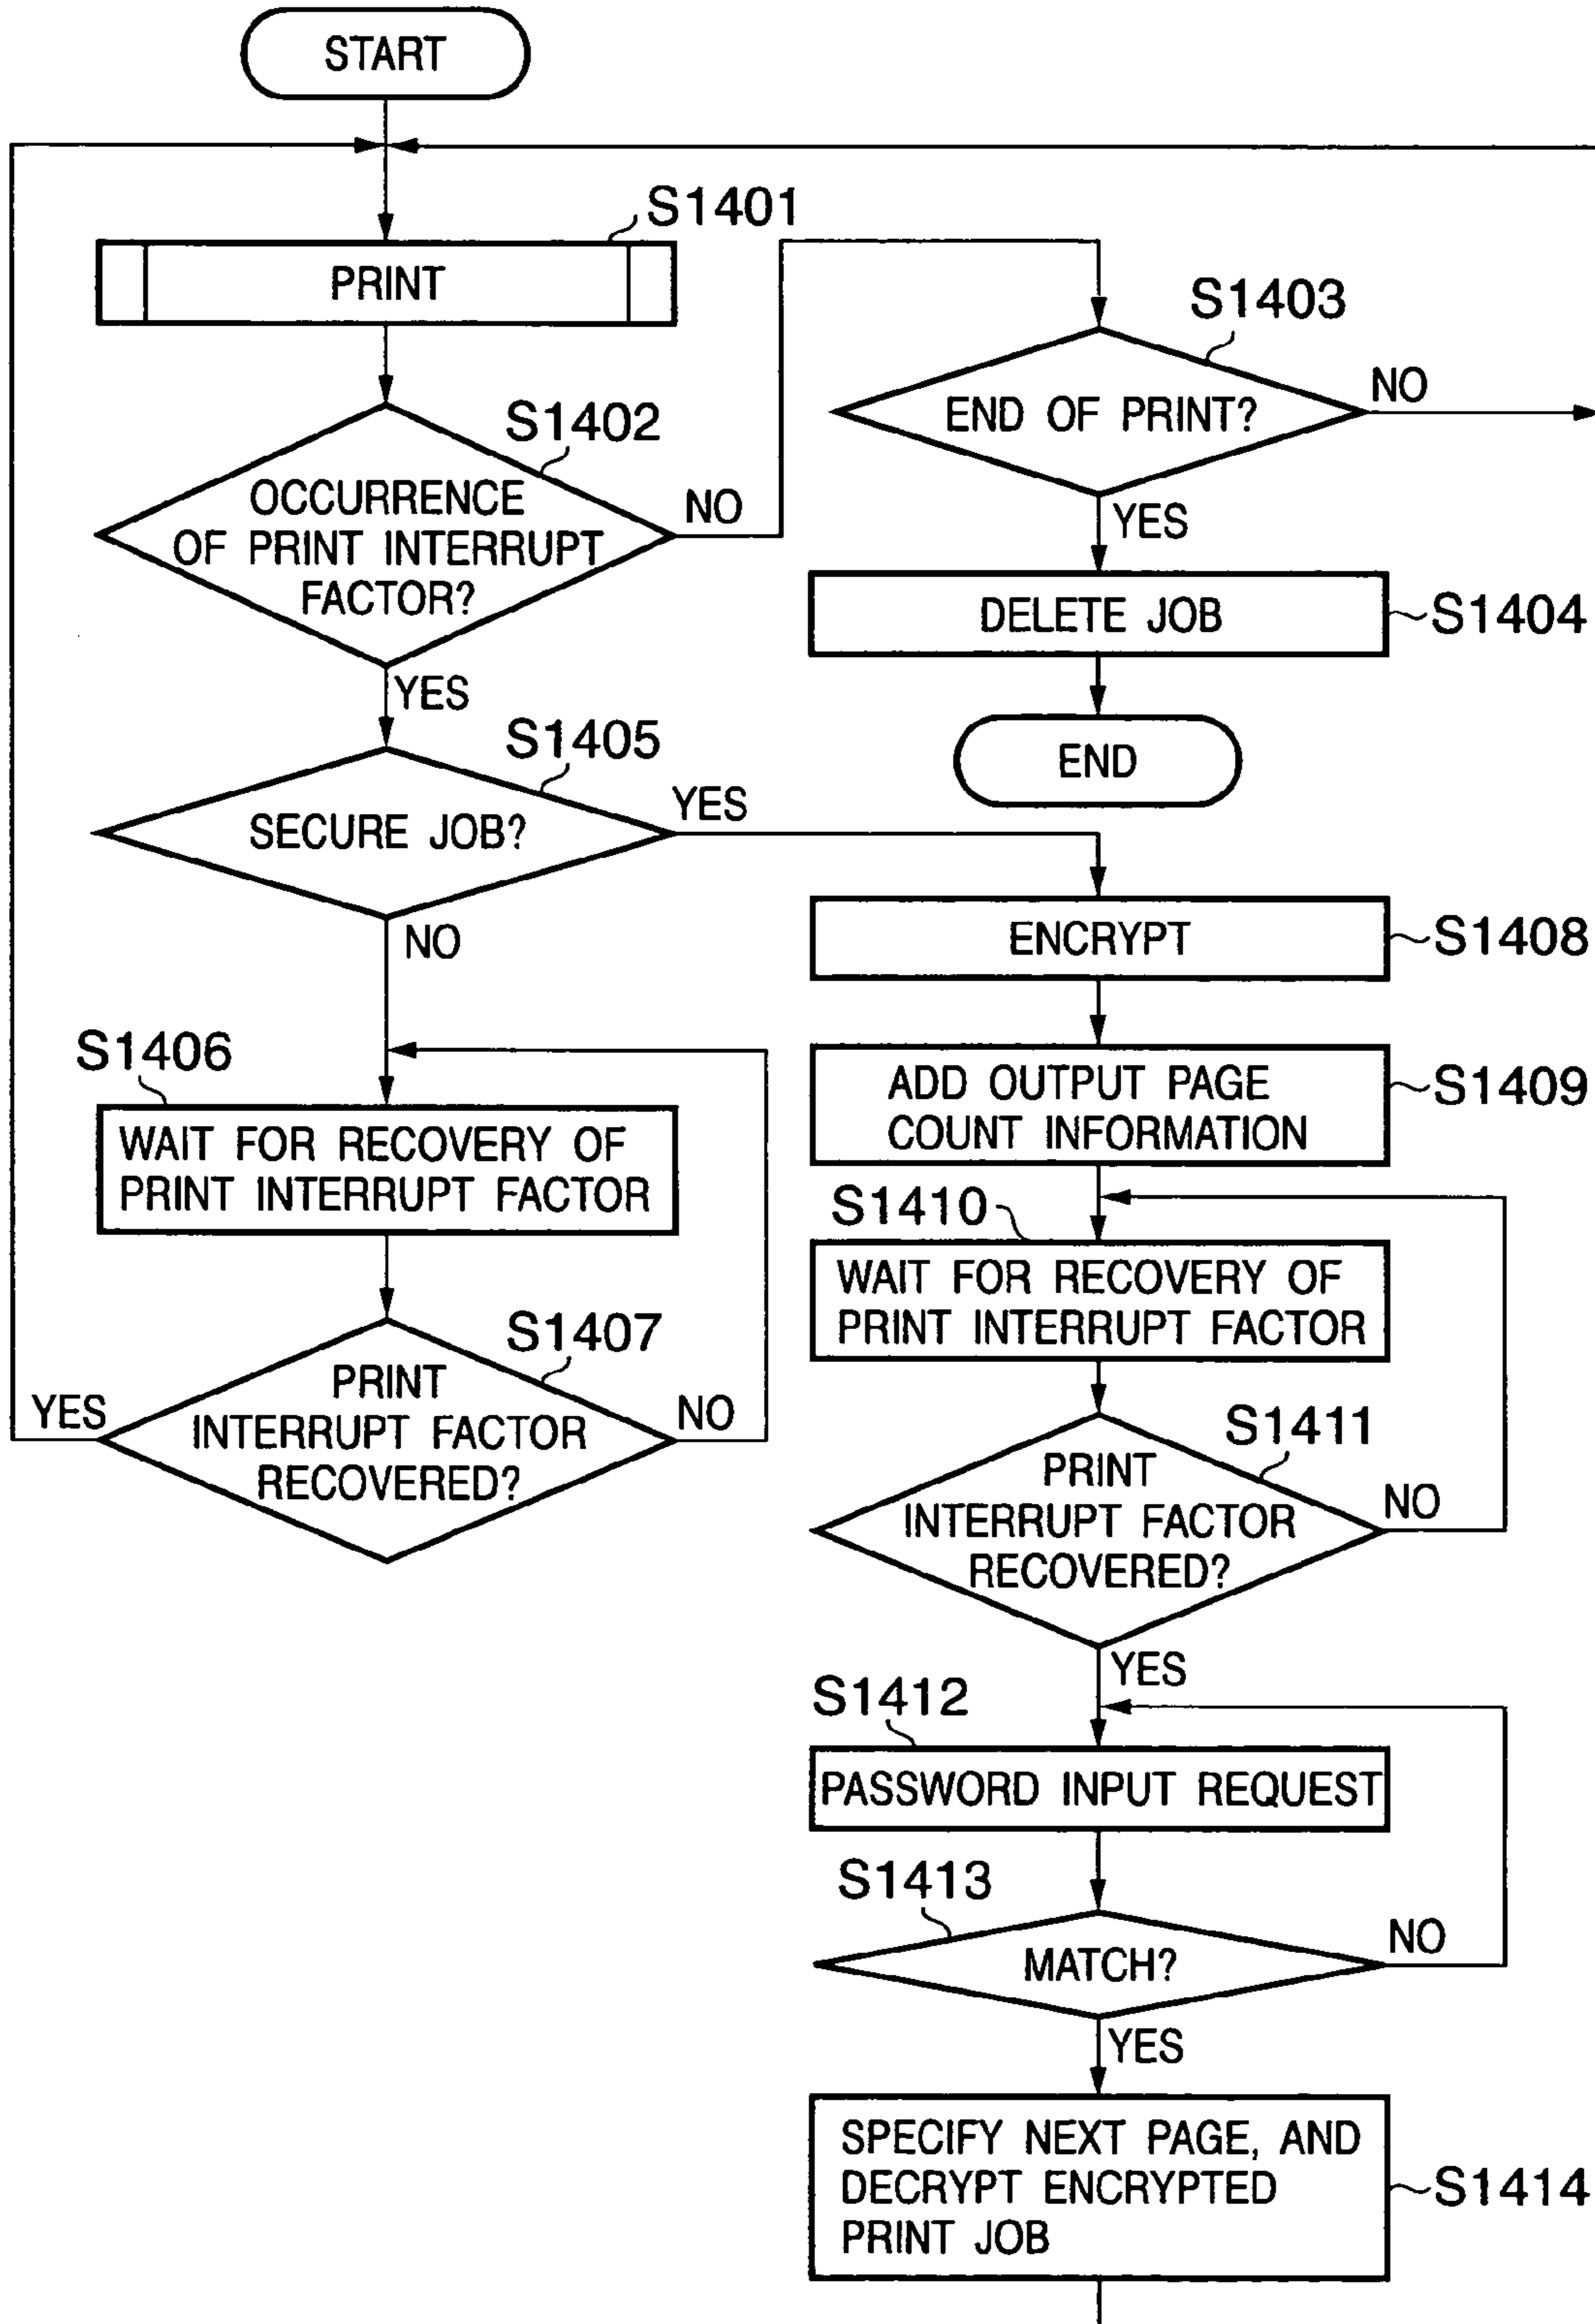 START
S1401
PRINT
S1402
OCCURRENCE
OF PRINT INTERRUPT
FACTOR?
NO
YES
S1403
END OF PRINT?
NO
YES
DELETE JOB
S1404
END
S1405
SECURE JOB?
YES
NO
S1406
WAIT FOR RECOVERY OF
PRINT INTERRUPT FACTOR
S1407
PRINT
INTERRUPT FACTOR
RECOVERED?
YES
NO
ENCRYPT
S1408
ADD OUTPUT PAGE
COUNT INFORMATION
S1409
S1410
WAIT FOR RECOVERY OF
PRINT INTERRUPT FACTOR
S1411
PRINT
INTERRUPT FACTOR
RECOVERED?
NO
YES
S1412
PASSWORD INPUT REQUEST
S1413
MATCH?
NO
YES
SPECIFY NEXT PAGE, AND
DECRYPT ENCRYPTED
PRINT JOB
S1414